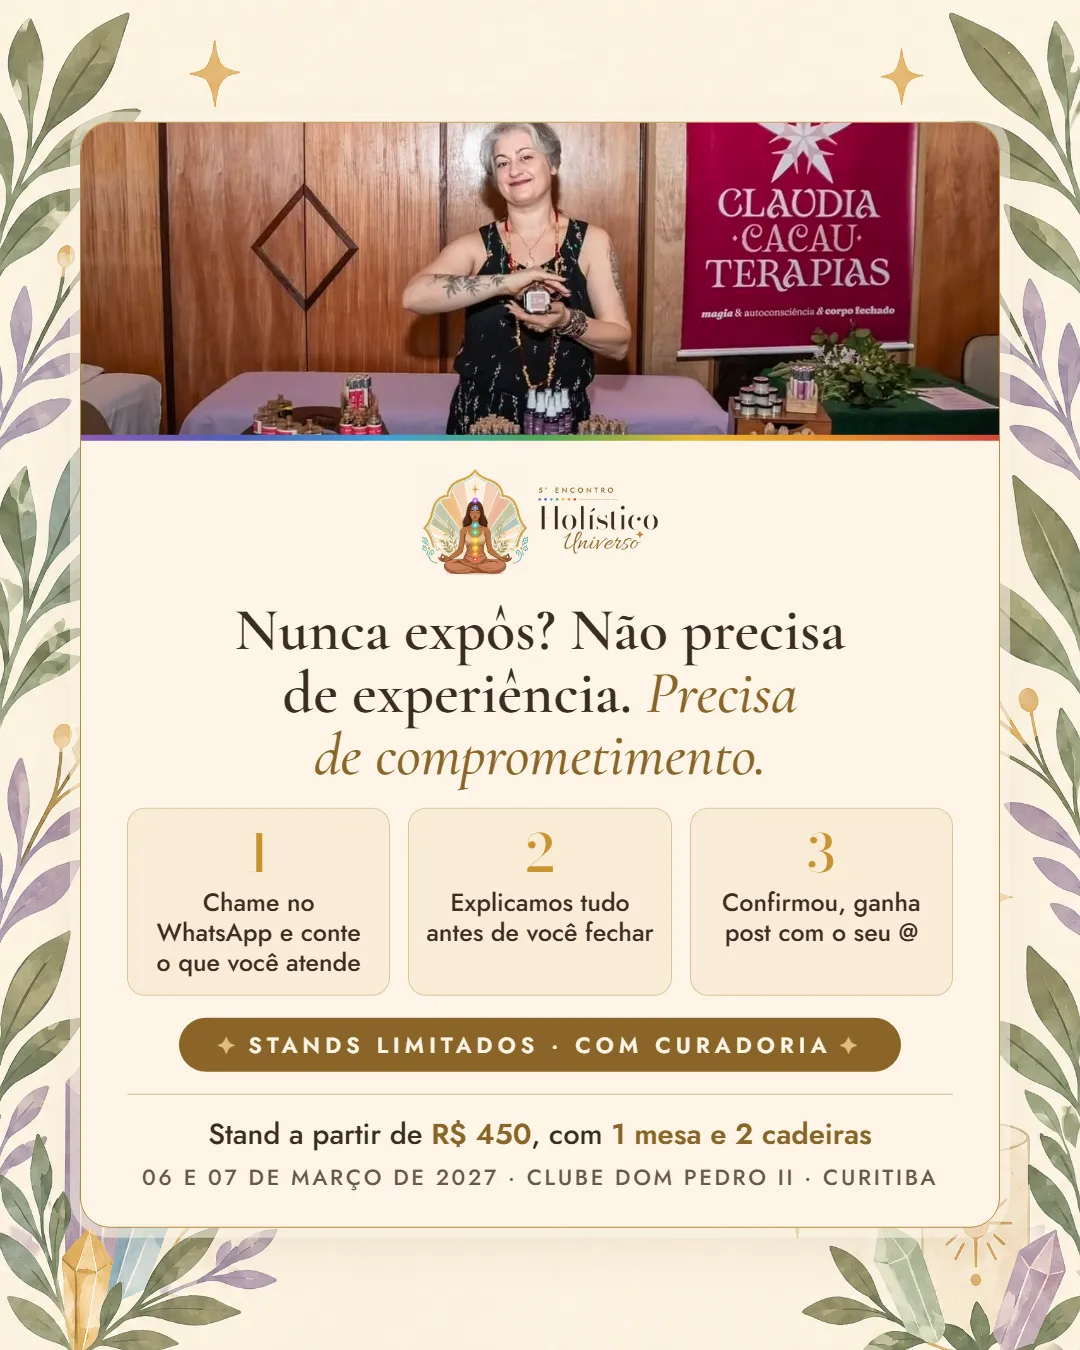 CLAUDIA
·CACAU·
TERAPIAS
magia & autoconsciência & corpo fechado
5º ENCONTRO
Holístico
Universo
Nunca expôs? Não precisa
de experiência. Precisa
de comprometimento.
1
Chame no
WhatsApp e conte
o que você atende
2
Explicamos tudo
antes de você fechar
3
Confirmou, ganha
post com o seu @
STANDS LIMITADOS · COM CURADORIA
Stand a partir de R$ 450, com 1 mesa e 2 cadeiras
06 E 07 DE MARÇO DE 2027 · CLUBE DOM PEDRO II · CURITIBA